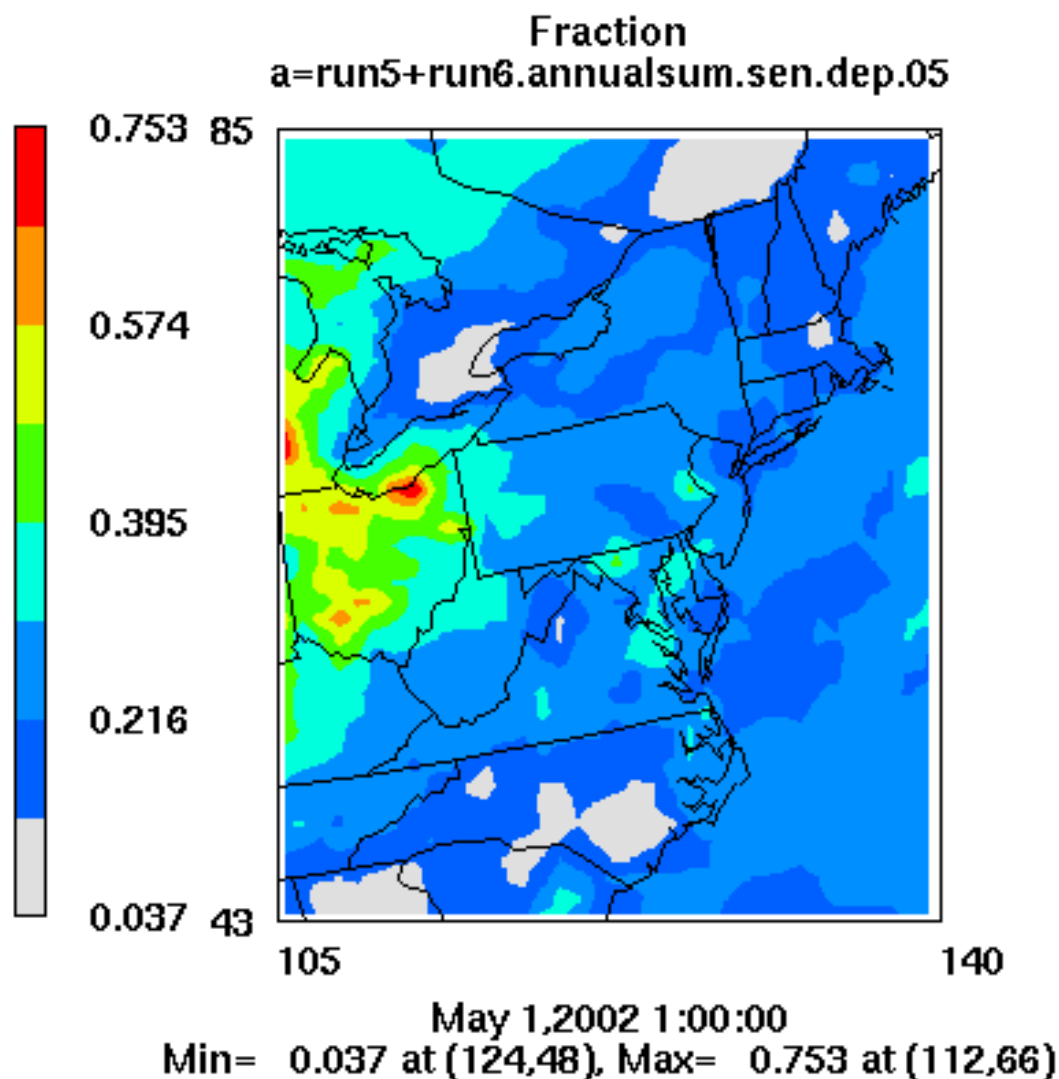 Fraction
a=run5+run6.annualsum.sen.dep.05
0.753 85
0.574
0.395
0.216
0.037 43
105 140
May 1,2002 1:00:00
Min= 0.037 at (124,48), Max= 0.753 at (112,66)